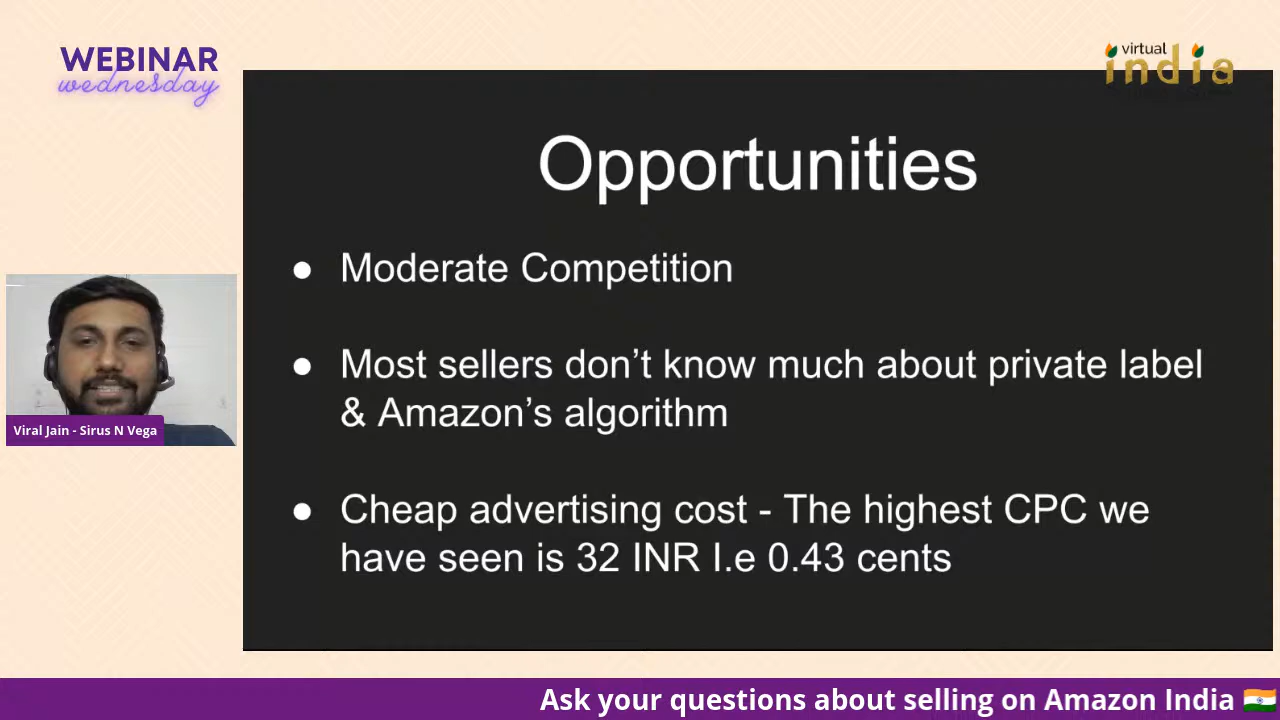 WEBINAR
wednesday
virtual
india
Opportunities
● Moderate Competition
● Most sellers don’t know much about private label
& Amazon’s algorithm
● Cheap advertising cost - The highest CPC we
have seen is 32 INR I.e 0.43 cents
Viral Jain - Sirus N Vega
Ask your questions about selling on Amazon India 🇮🇳